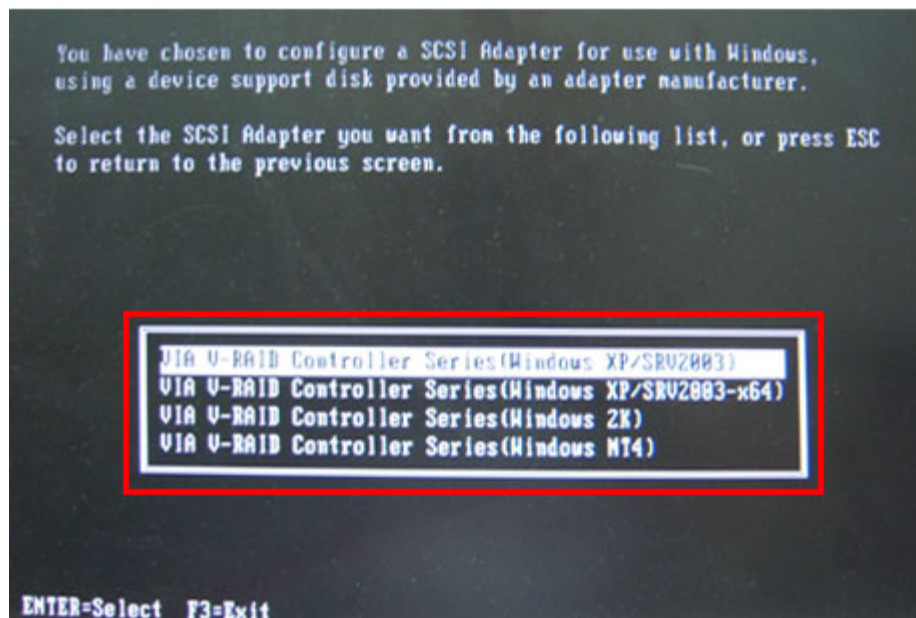 You have chosen to configure a SCSI Adapter for use with Windows,
using a device support disk provided by an adapter manufacturer.
Select the SCSI Adapter you want from the following list, or press ESC
to return to the previous screen.
VIA V-RAID Controller Series(Windows XP/SRV2003)
VIA V-RAID Controller Series(Windows XP/SRV2003-x64)
VIA V-RAID Controller Series(Windows 2K)
VIA V-RAID Controller Series(Windows NT4)
ENTER=Select F3=Exit